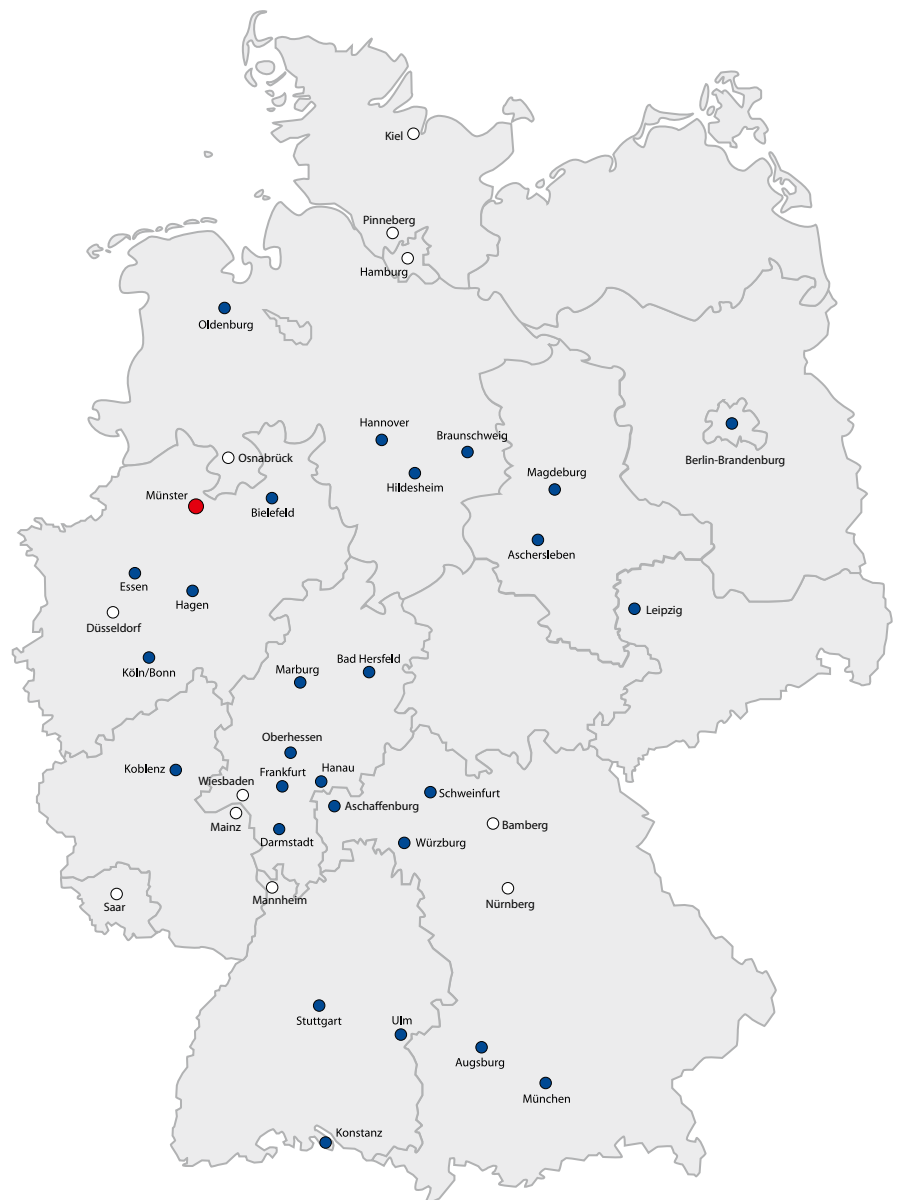 Kiel
Pinneberg
Hamburg
Oldenburg
Hannover
Braunschweig
Osnabrück
Berlin-Brandenburg
Magdeburg
Hildesheim
Münster
Bielefeld
Aschersleben
Essen
Hagen
Leipzig
Düsseldorf
Köln/Bonn
Bad Hersfeld
Marburg
Oberhessen
Koblenz
Frankfurt
Hanau
Wiesbaden
Schweinfurt
Aschaffenburg
Mainz
Bamberg
Darmstadt
Würzburg
Mannheim
Saar
Nürnberg
Stuttgart
Ulm
Augsburg
München
Konstanz